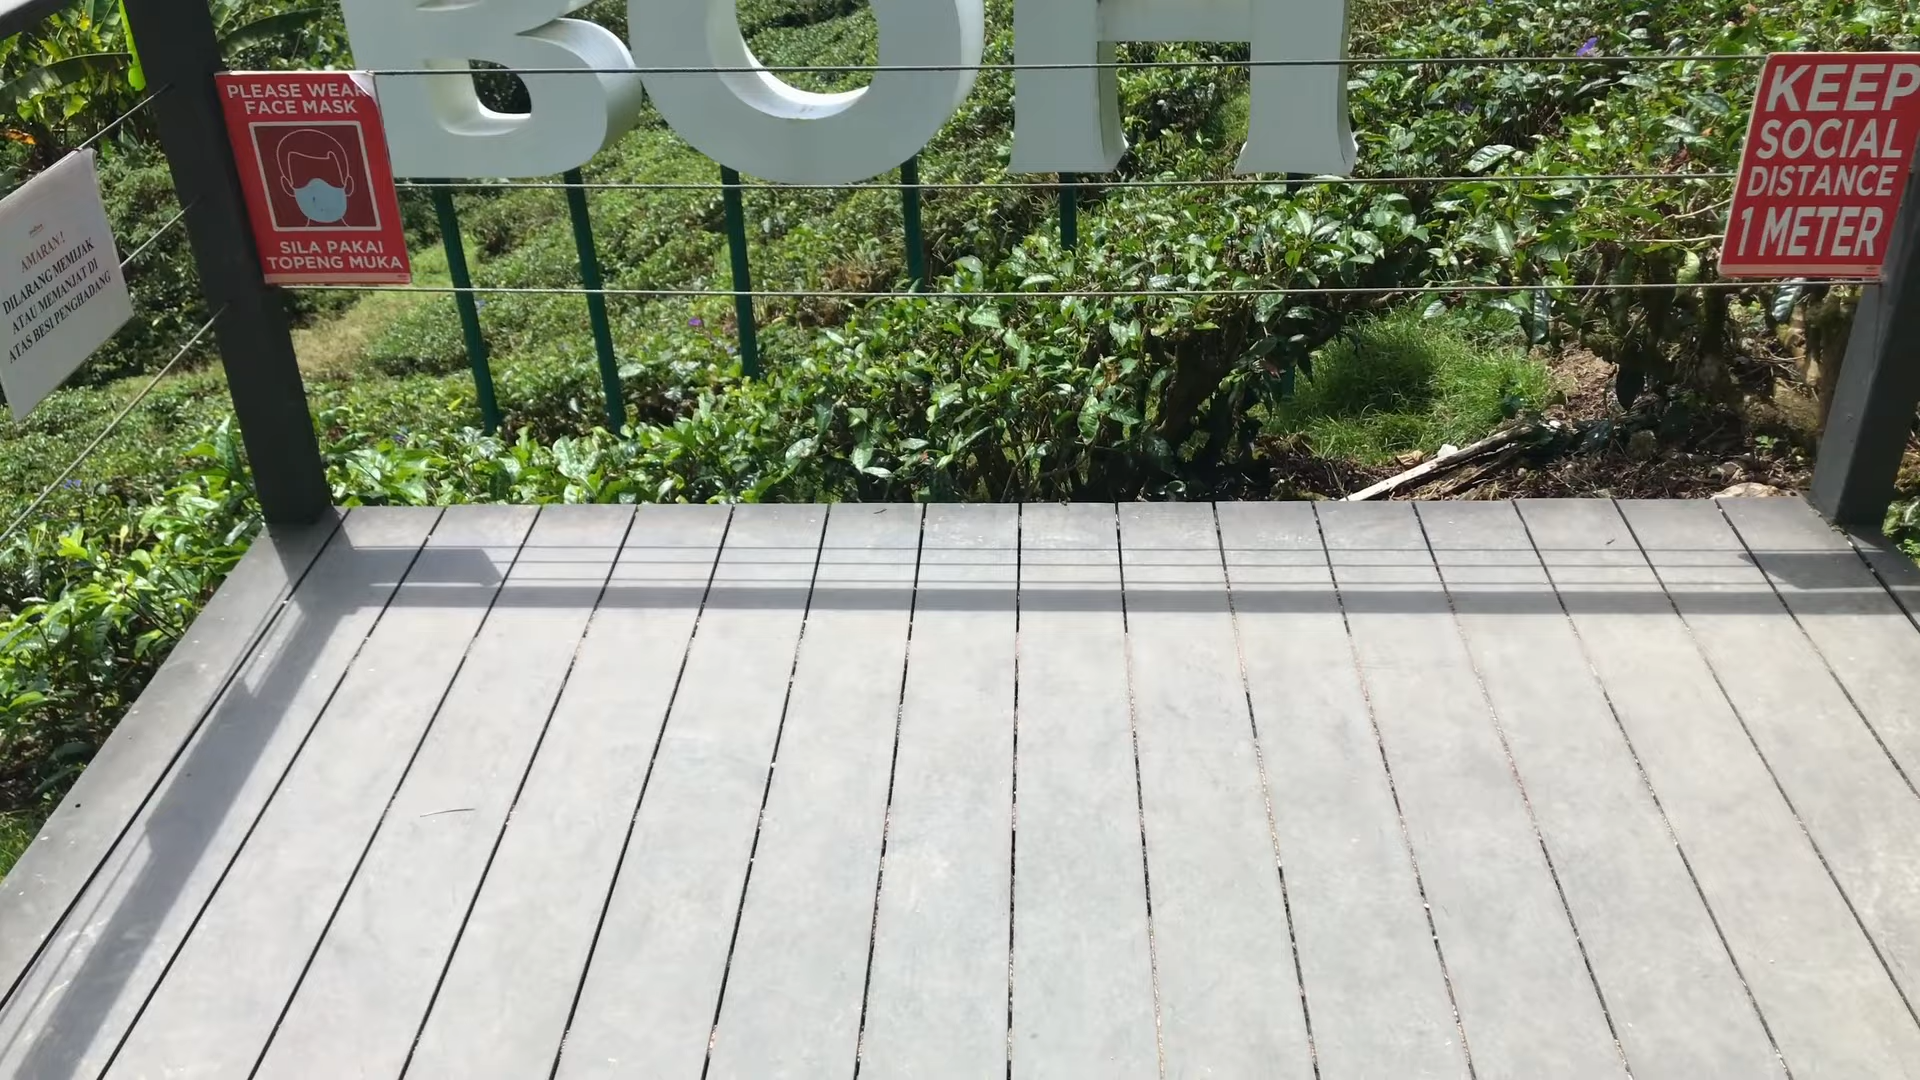 BOH
PLEASE WEAR
FACE MASK
SILA PAKAI
TOPENG MUKA
KEEP
SOCIAL
DISTANCE
1 METER
AMARAN!
DILARANG MEMIJAK
ATAU MEMANJAT DI
ATAS BESI PENGHADANG